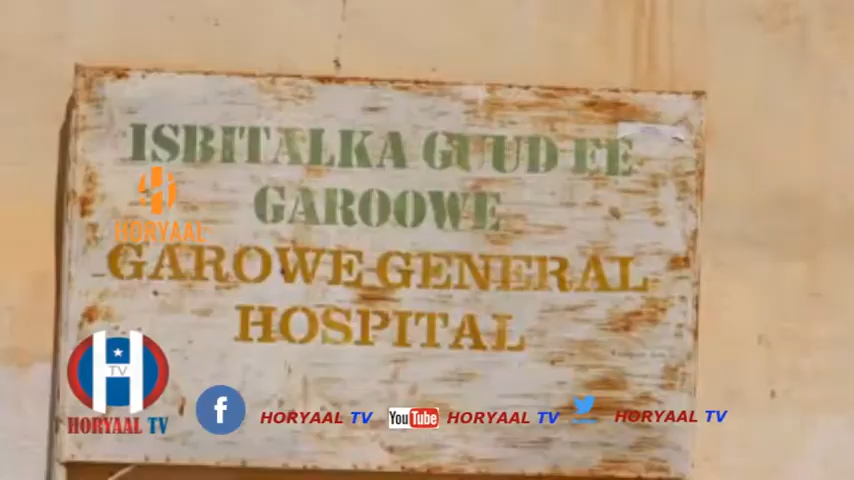 ISBITALKA GUUD EE
GAROOWE
HORYAAL
GAROWE GENERAL
HOSPITAL
TV
HORYAAL TV
f HORYAAL TV YouTube HORYAAL TV HORYAAL TV